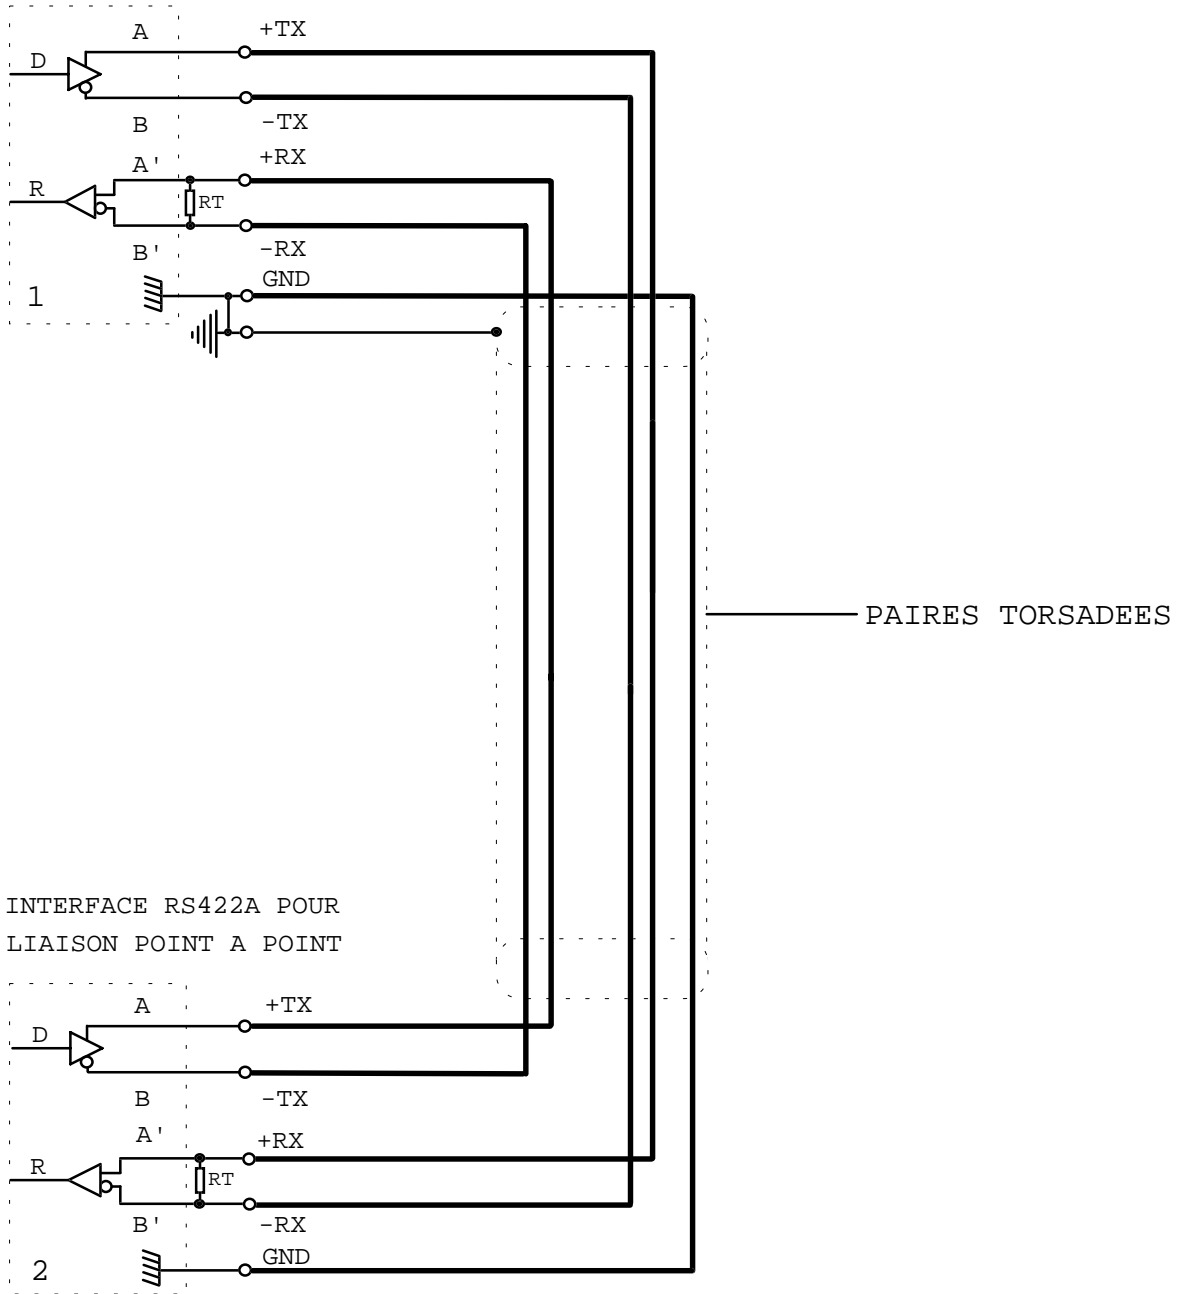 A
+TX
D
-TX
B
+RX
A'
R
RT
-RX
B'
GND
1
PAIRES TORSADEES
INTERFACE RS422A POUR
LIAISON POINT A POINT
A
+TX
D
B
-TX
A'
+RX
R
RT
B'
-RX
GND
2